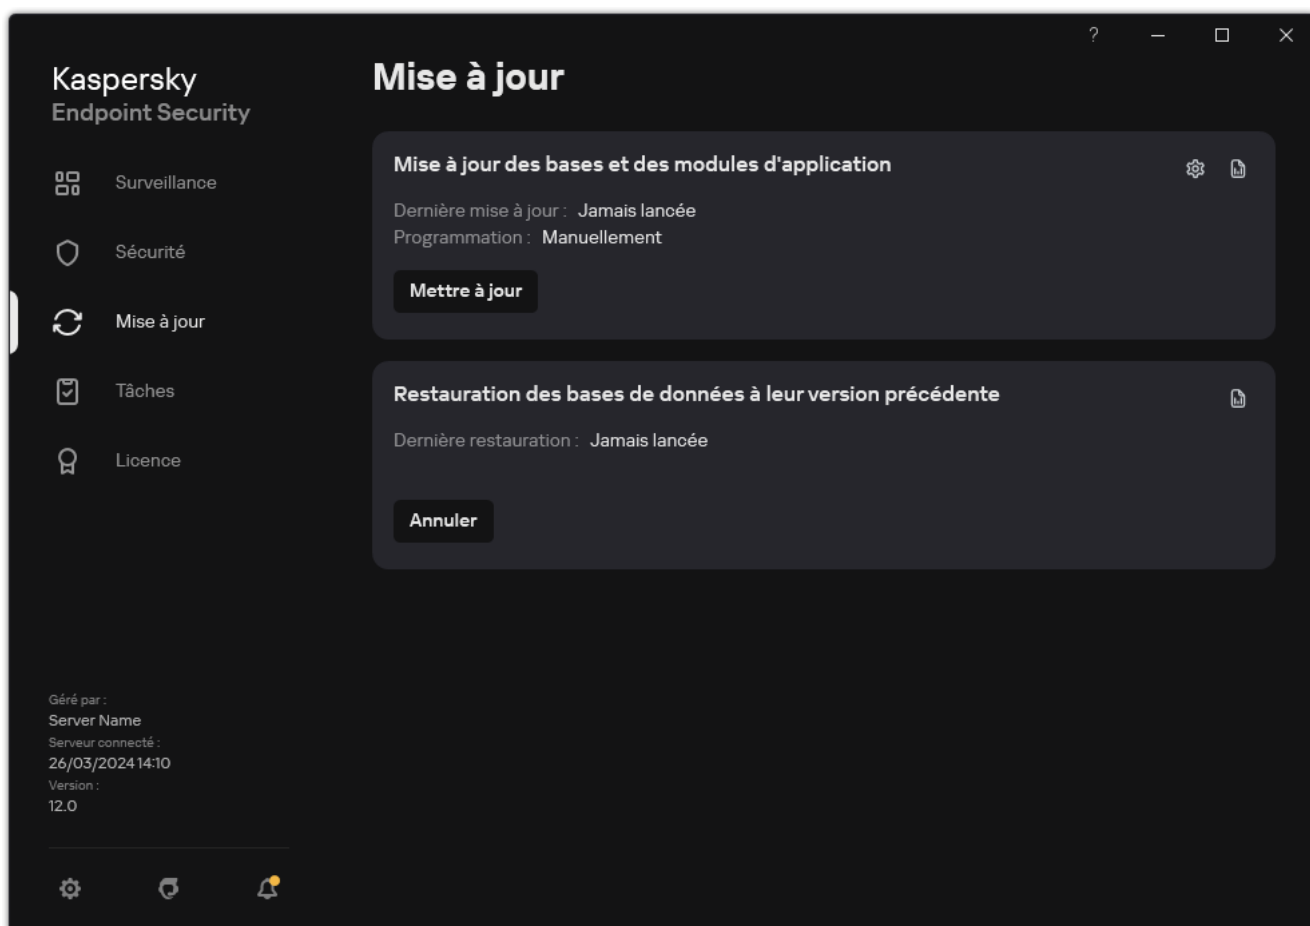 ?
Kaspersky
Endpoint Security
Surveillance
Sécurité
Mise à jour
Tâches
Licence
Géré par :
Server Name
Serveur connecté :
26/03/2024 14:10
Version :
12.0
Mise à jour
Mise à jour des bases et des modules d'application
Dernière mise à jour : Jamais lancée
Programmation : Manuellement
Mettre à jour
Restauration des bases de données à leur version précédente
Dernière restauration : Jamais lancée
Annuler